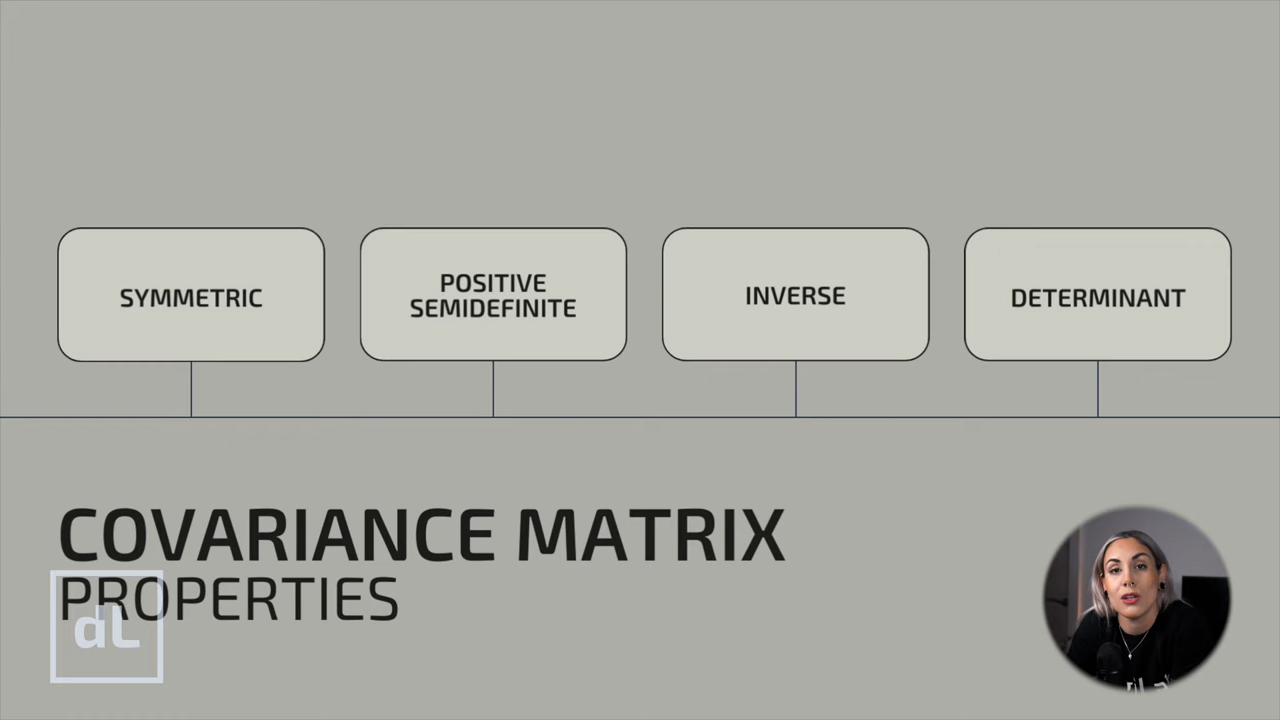 SYMMETRIC
POSITIVE
SEMIDEFINITE
INVERSE
DETERMINANT
COVARIANCE MATRIX
PROPERTIES
dL